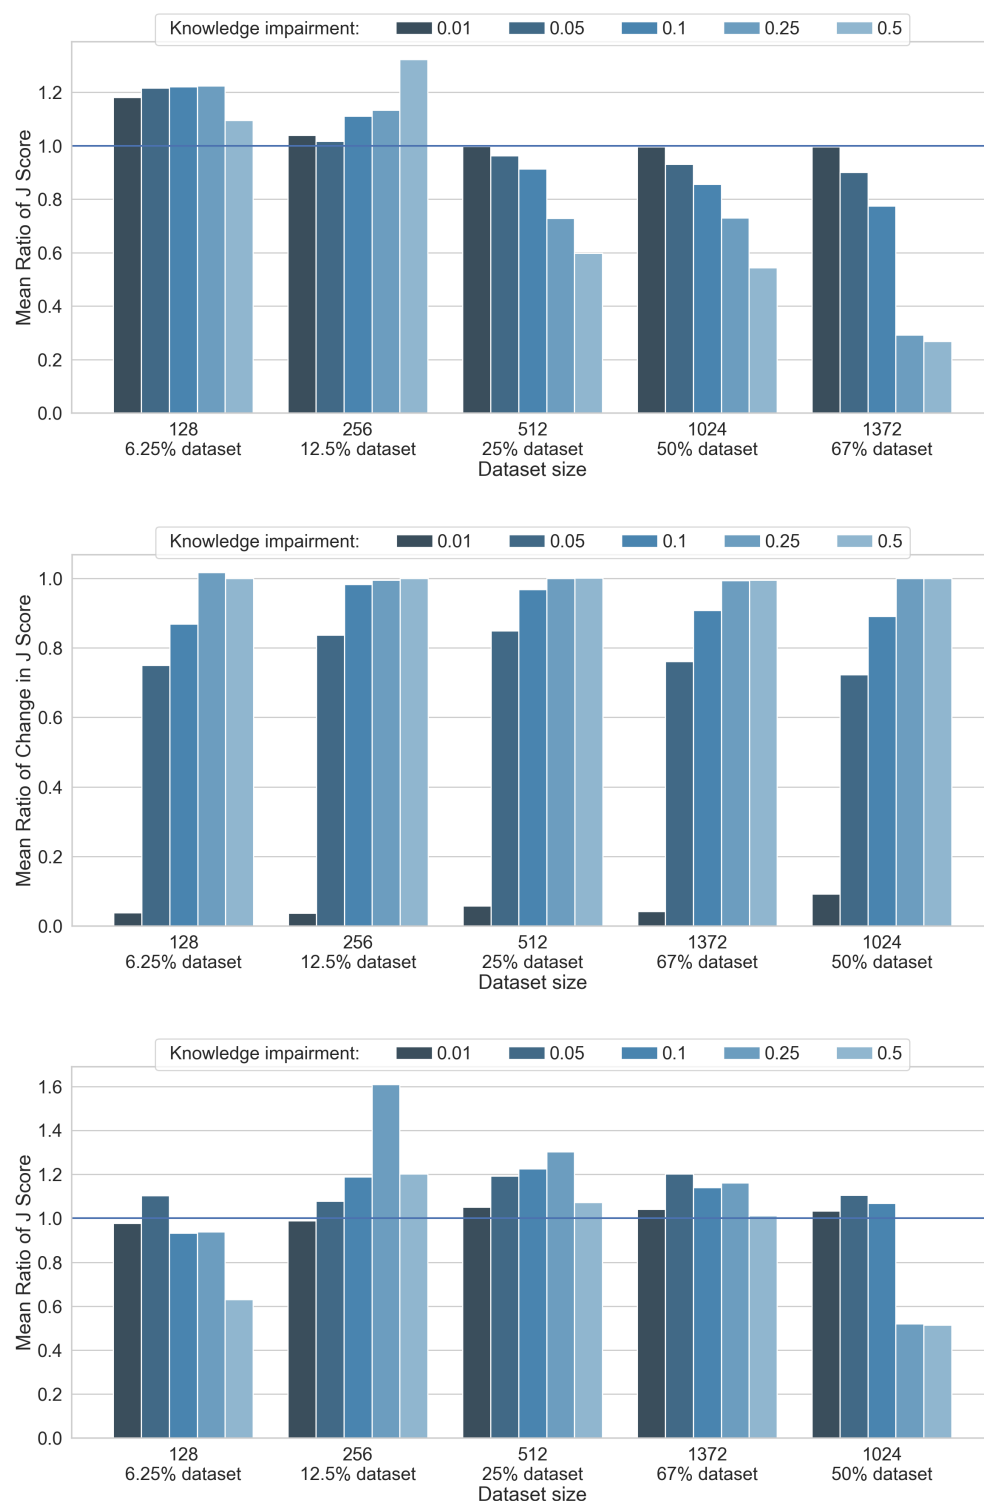 Knowledge impairment: 0.01 0.05 0.1 0.25 0.5
Mean Ratio of J Score
1.2
1.0
0.8
0.6
0.4
0.2
0.0
128 256 512 1024 1372
6.25% dataset 12.5% dataset 25% dataset 50% dataset 67% dataset
Dataset size
Knowledge impairment: 0.01 0.05 0.1 0.25 0.5
Mean Ratio of Change in J Score
1.0
0.8
0.6
0.4
0.2
0.0
128 256 512 1372 1024
6.25% dataset 12.5% dataset 25% dataset 67% dataset 50% dataset
Dataset size
Knowledge impairment: 0.01 0.05 0.1 0.25 0.5
Mean Ratio of J Score
1.6
1.4
1.2
1.0
0.8
0.6
0.4
0.2
0.0
128 256 512 1372 1024
6.25% dataset 12.5% dataset 25% dataset 67% dataset 50% dataset
Dataset size